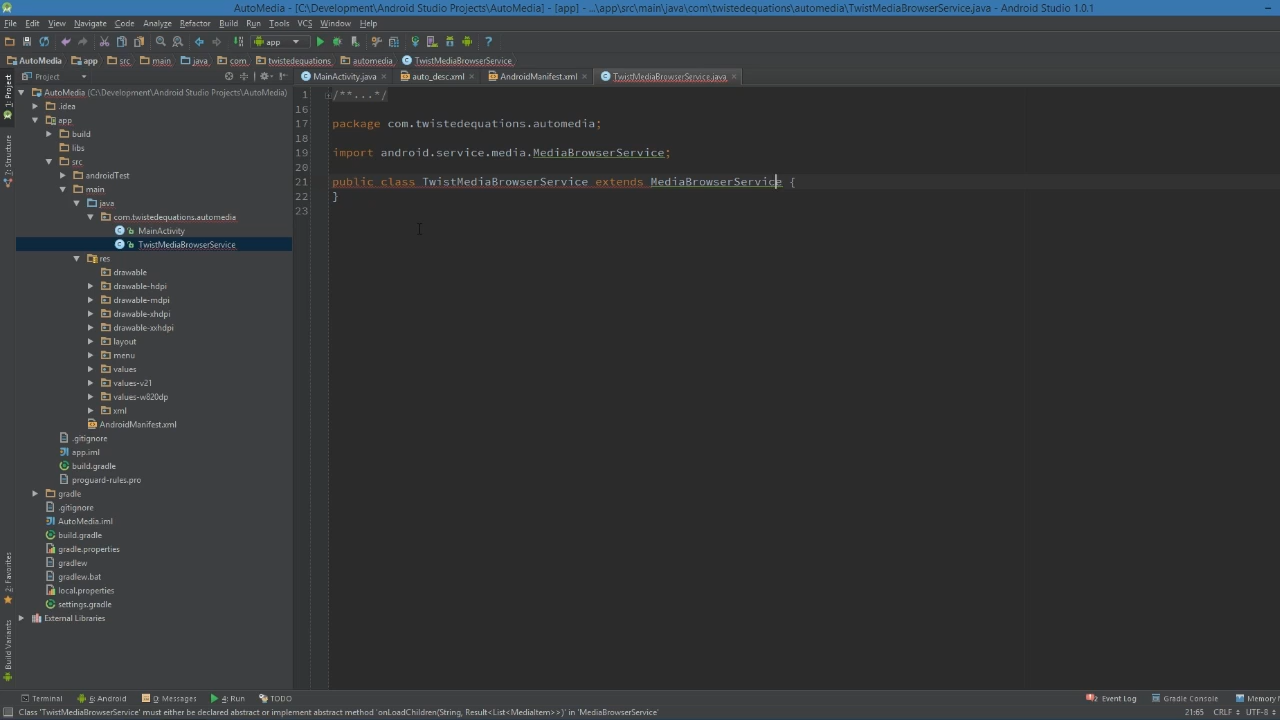 AutoMedia - [C:\Development\Android Studio Projects\AutoMedia] - [app] - ...\app\src\main\java\com\twistedequations\automedia\TwistMediaBrowserService.java - Android Studio 1.0.1
File Edit View Navigate Code Analyze Refactor Build Run Tools VCS Window Help
app
AutoMedia app src main java com twistedequations automedia TwistMediaBrowserService
Project
MainActivity.java auto_desc.xml AndroidManifest.xml TwistMediaBrowserService.java
AutoMedia (C:\Development\Android Studio Projects\AutoMedia)
.idea
app
build
libs
src
androidTest
main
java
com.twistedequations.automedia
MainActivity
TwistMediaBrowserService
res
drawable
drawable-hdpi
drawable-mdpi
drawable-xhdpi
drawable-xxhdpi
layout
menu
values
values-v21
values-w820dp
xml
AndroidManifest.xml
.gitignore
app.iml
build.gradle
proguard-rules.pro
gradle
.gitignore
AutoMedia.iml
build.gradle
gradle.properties
gradlew
gradlew.bat
local.properties
settings.gradle
External Libraries
1: Project
7: Structure
2: Favorites
Build Variants
1 /**...*/
16
17 package com.twistedequations.automedia;
18
19 import android.service.media.MediaBrowserService;
20
21 public class TwistMediaBrowserService extends MediaBrowserService {
22 }
23
Terminal 6: Android 0: Messages 4: Run TODO
Event Log Gradle Console Memory
Class 'TwistMediaBrowserService' must either be declared abstract or implement abstract method 'onLoadChildren(String, Result<List<MediaItem>>)' in 'MediaBrowserService'
21:65 CRLF UTF-8